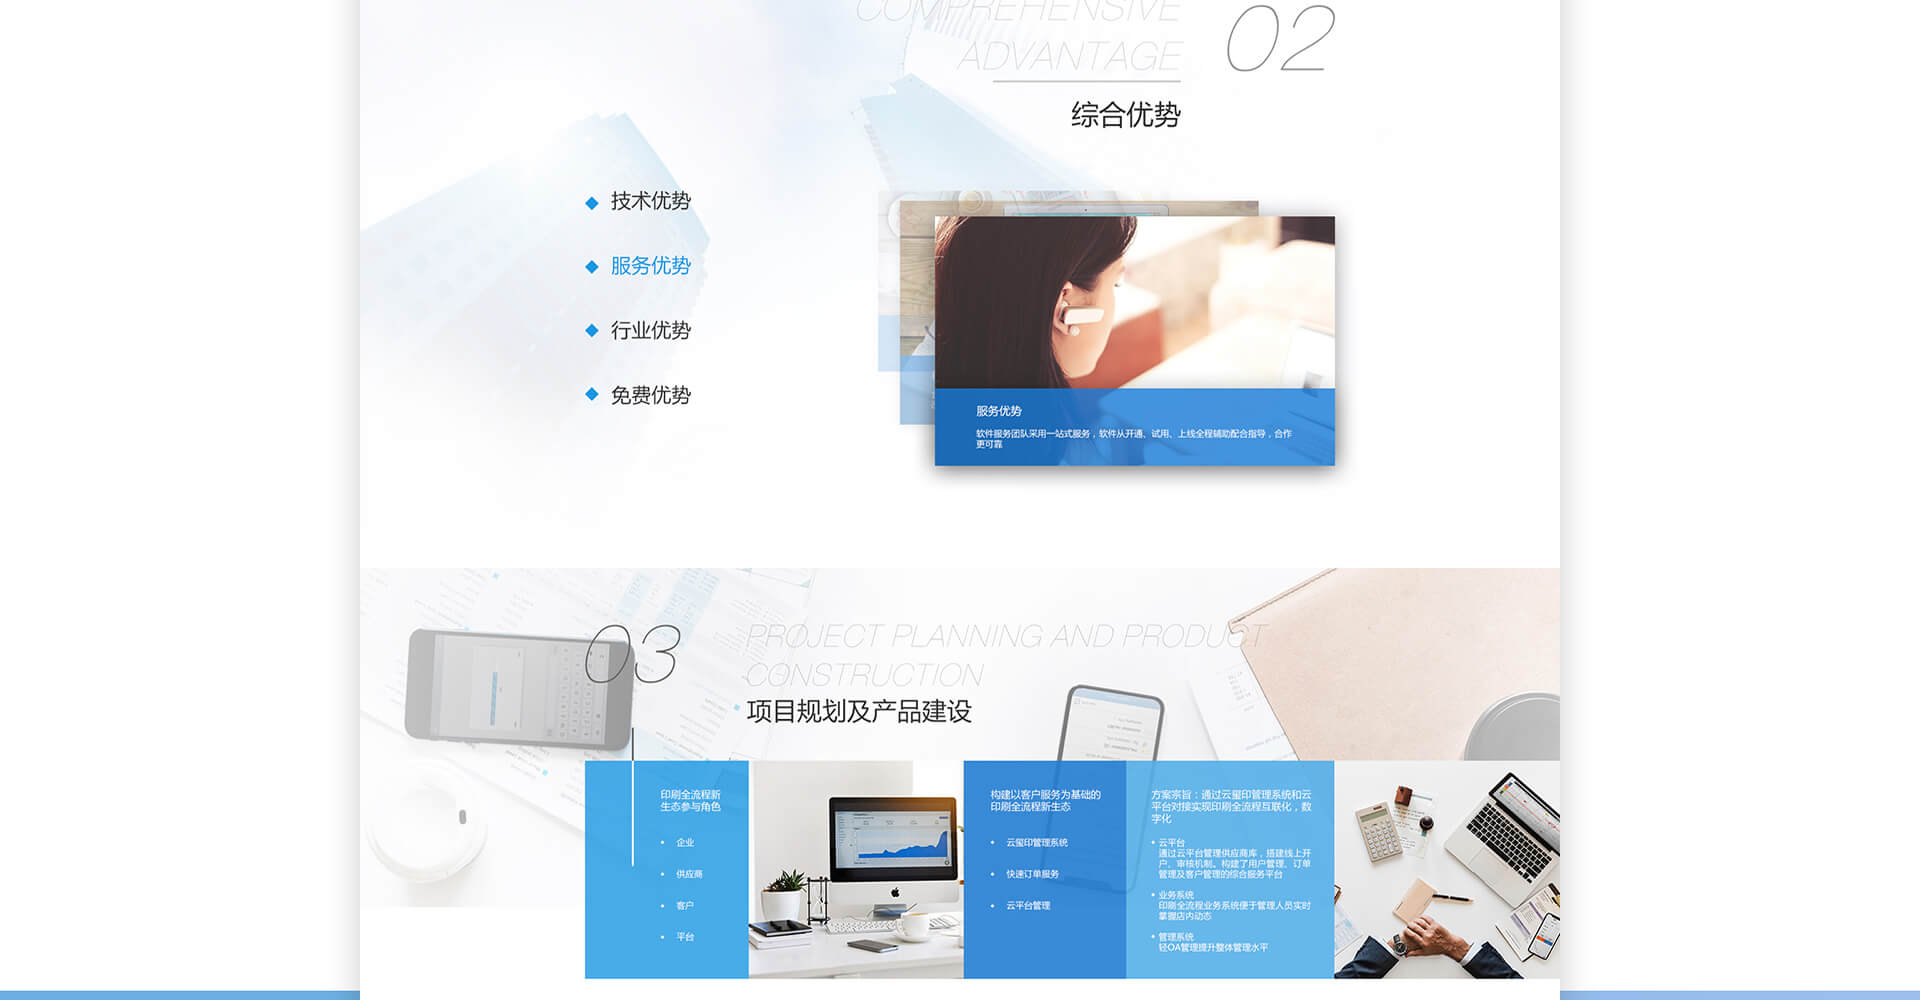 COMPREHENSIVE
ADVANTAGE
02
综合优势
技术优势
服务优势
行业优势
免费优势
服务优势
软件服务团队采用一站式服务，软件从开通、试用、上线全程辅助配合指导，合作
更可靠
03
PROJECT PLANNING AND PRODUCT
CONSTRUCTION
项目规划及产品建设
印刷全流程新
生态参与角色
• 企业
• 供应商
• 客户
• 平台
构建以客户服务为基础的
印刷全流程新生态
• 云玺印管理系统
• 快速订单服务
• 云平台管理
方案宗旨：通过云玺印管理系统和云
平台对接实现印刷全流程互联化，数
字化
• 云平台
通过云平台管理供应商库，搭建线上开
户、审核机制。构建了用户管理、订单
管理及客户管理的综合服务平台
• 业务系统
印刷全流程业务系统便于管理人员实时
掌握店内动态
• 管理系统
轻OA管理提升整体管理水平